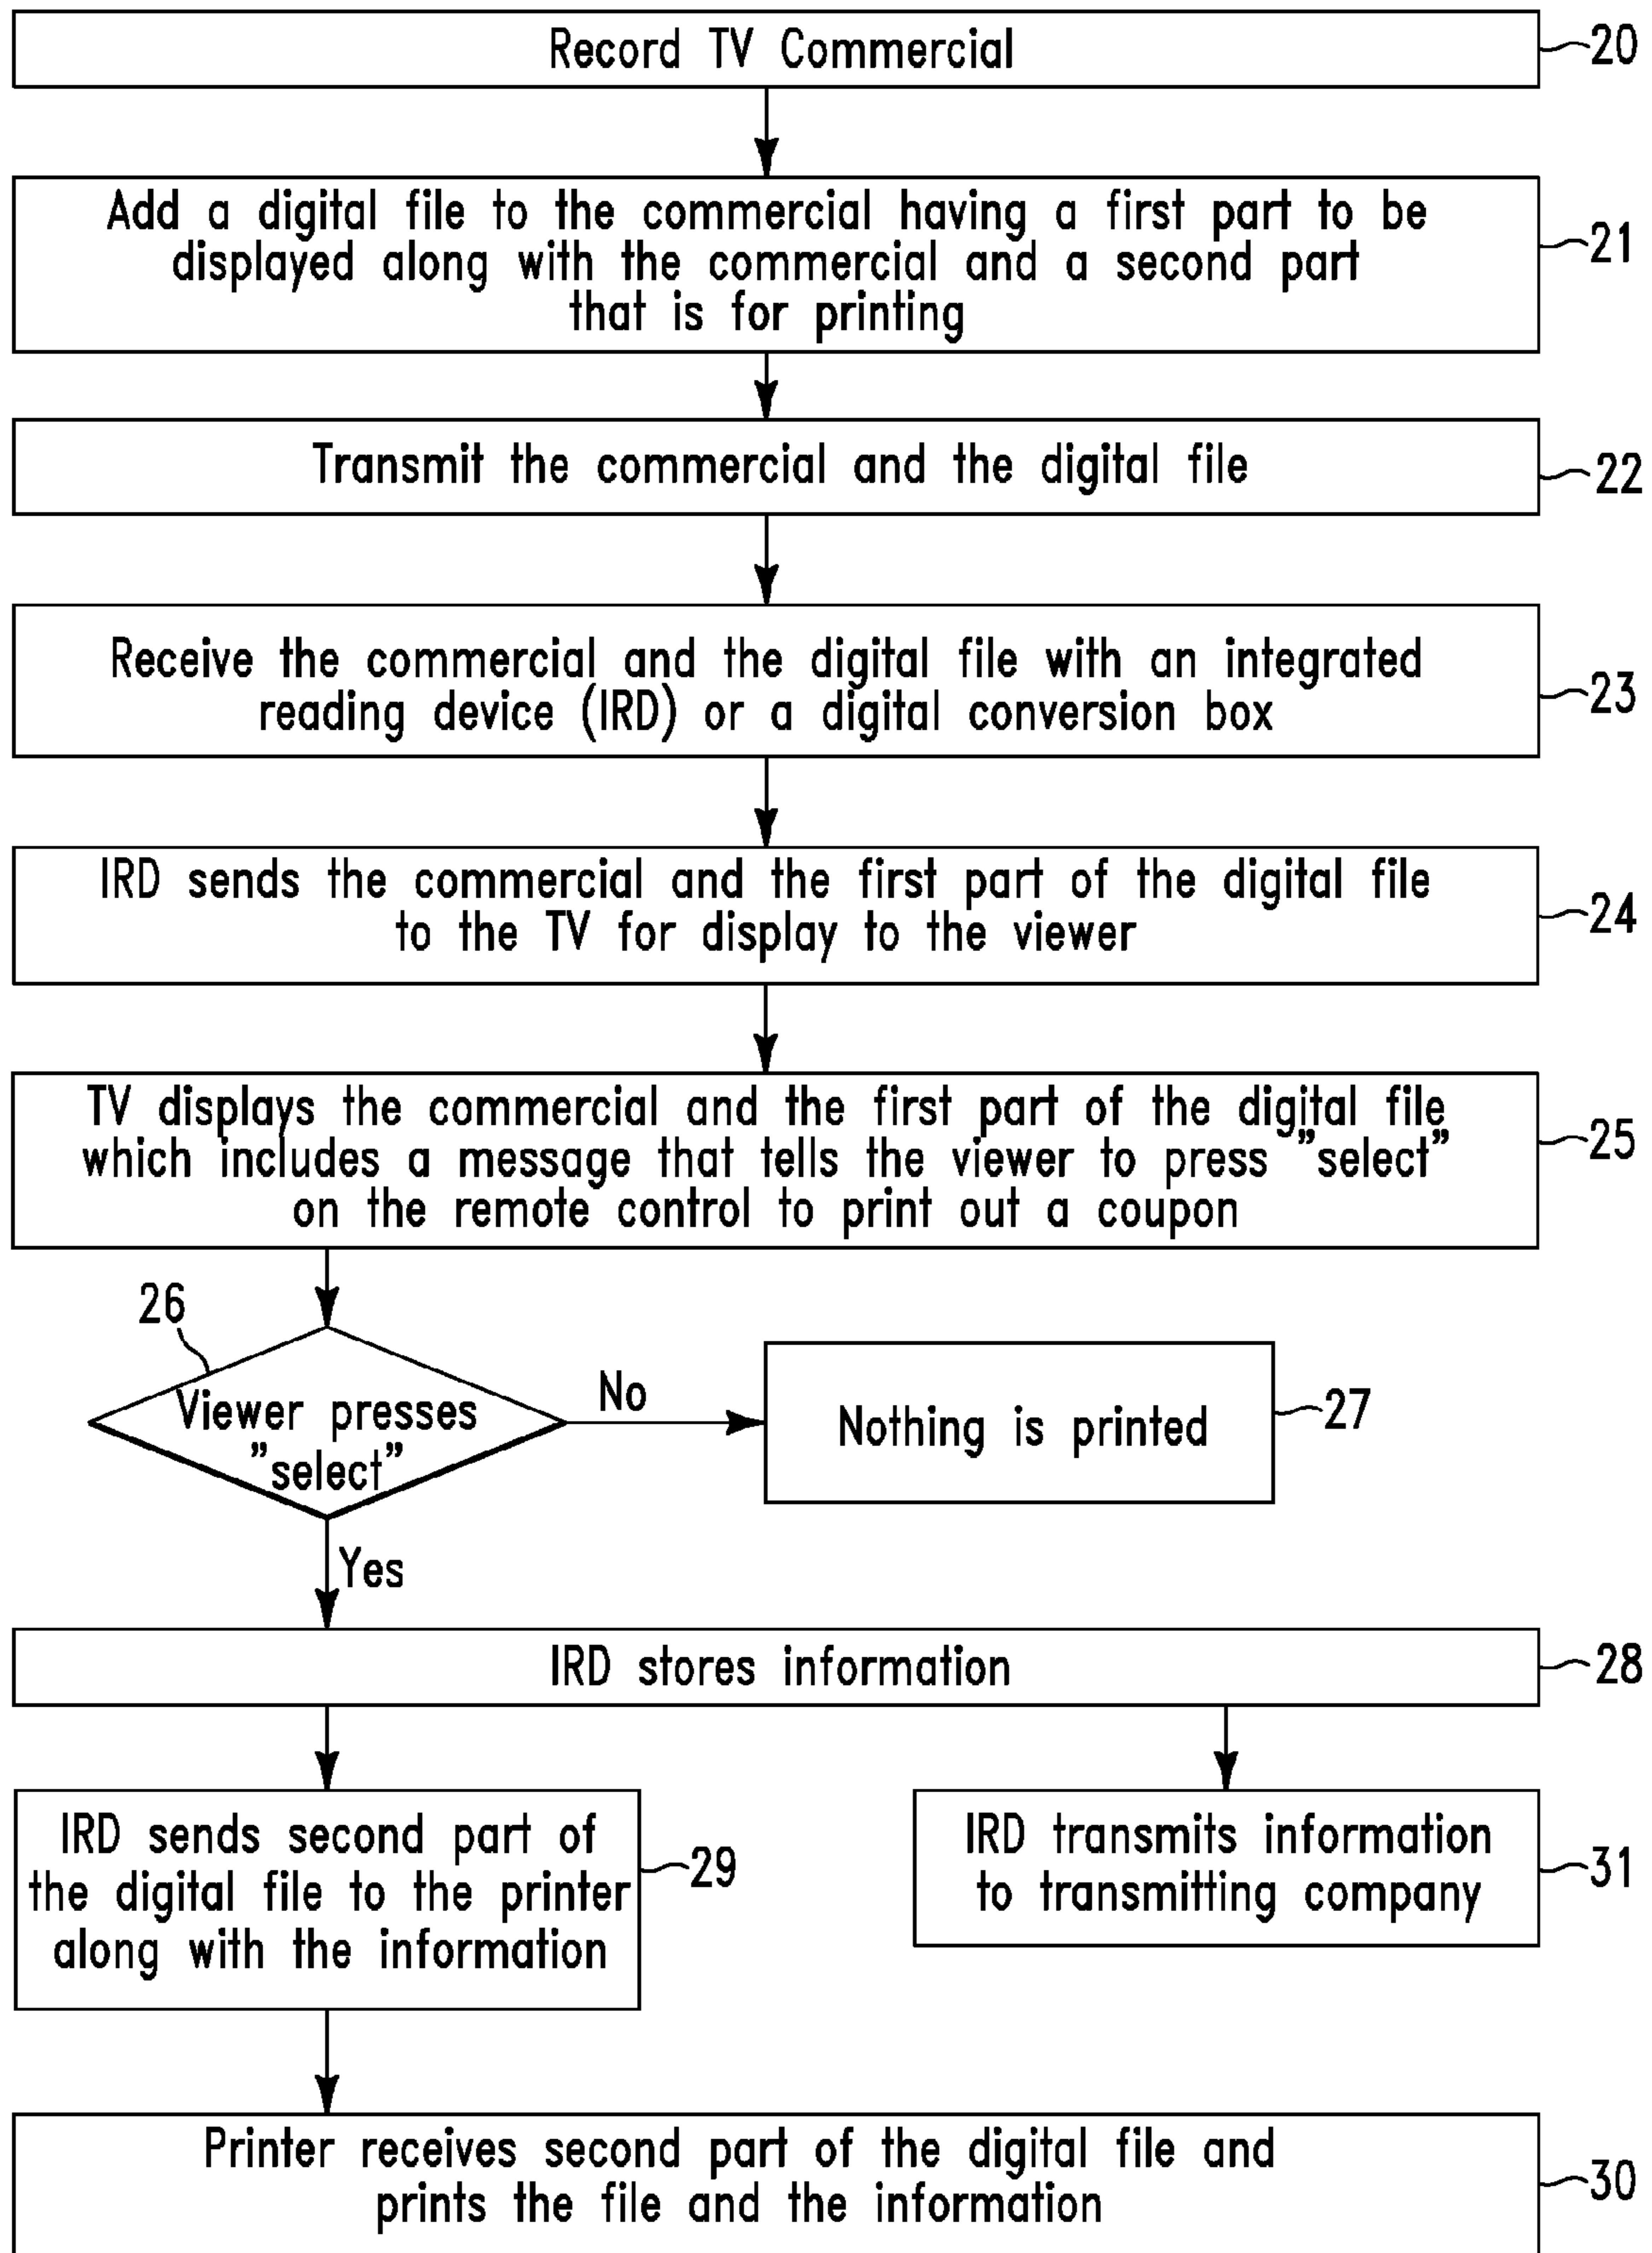 Record TV Commercial
20
Add a digital file to the commercial having a first part to be
displayed along with the commercial and a second part
that is for printing
21
Transmit the commercial and the digital file
22
Receive the commercial and the digital file with an integrated
reading device (IRD) or a digital conversion box
23
IRD sends the commercial and the first part of the digital file
to the TV for display to the viewer
24
TV displays the commercial and the first part of the digital file
which includes a message that tells the viewer to press ”select”
on the remote control to print out a coupon
25
26
Viewer presses
”select”
No
Nothing is printed
27
Yes
IRD stores information
28
IRD sends second part of
the digital file to the printer
along with the information
29
IRD transmits information
to transmitting company
31
Printer receives second part of the digital file and
prints the file and the information
30